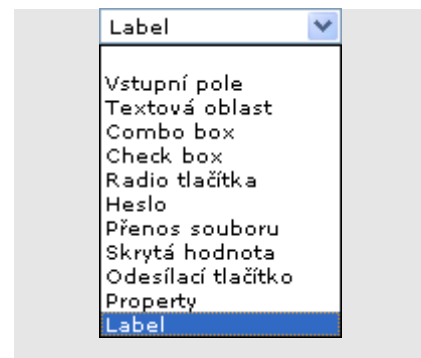 Label
Vstupní pole
Textová oblast
Combo box
Check box
Radio tlačítka
Heslo
Přenos souboru
Skrytá hodnota
Odesílací tlačítko
Property
Label